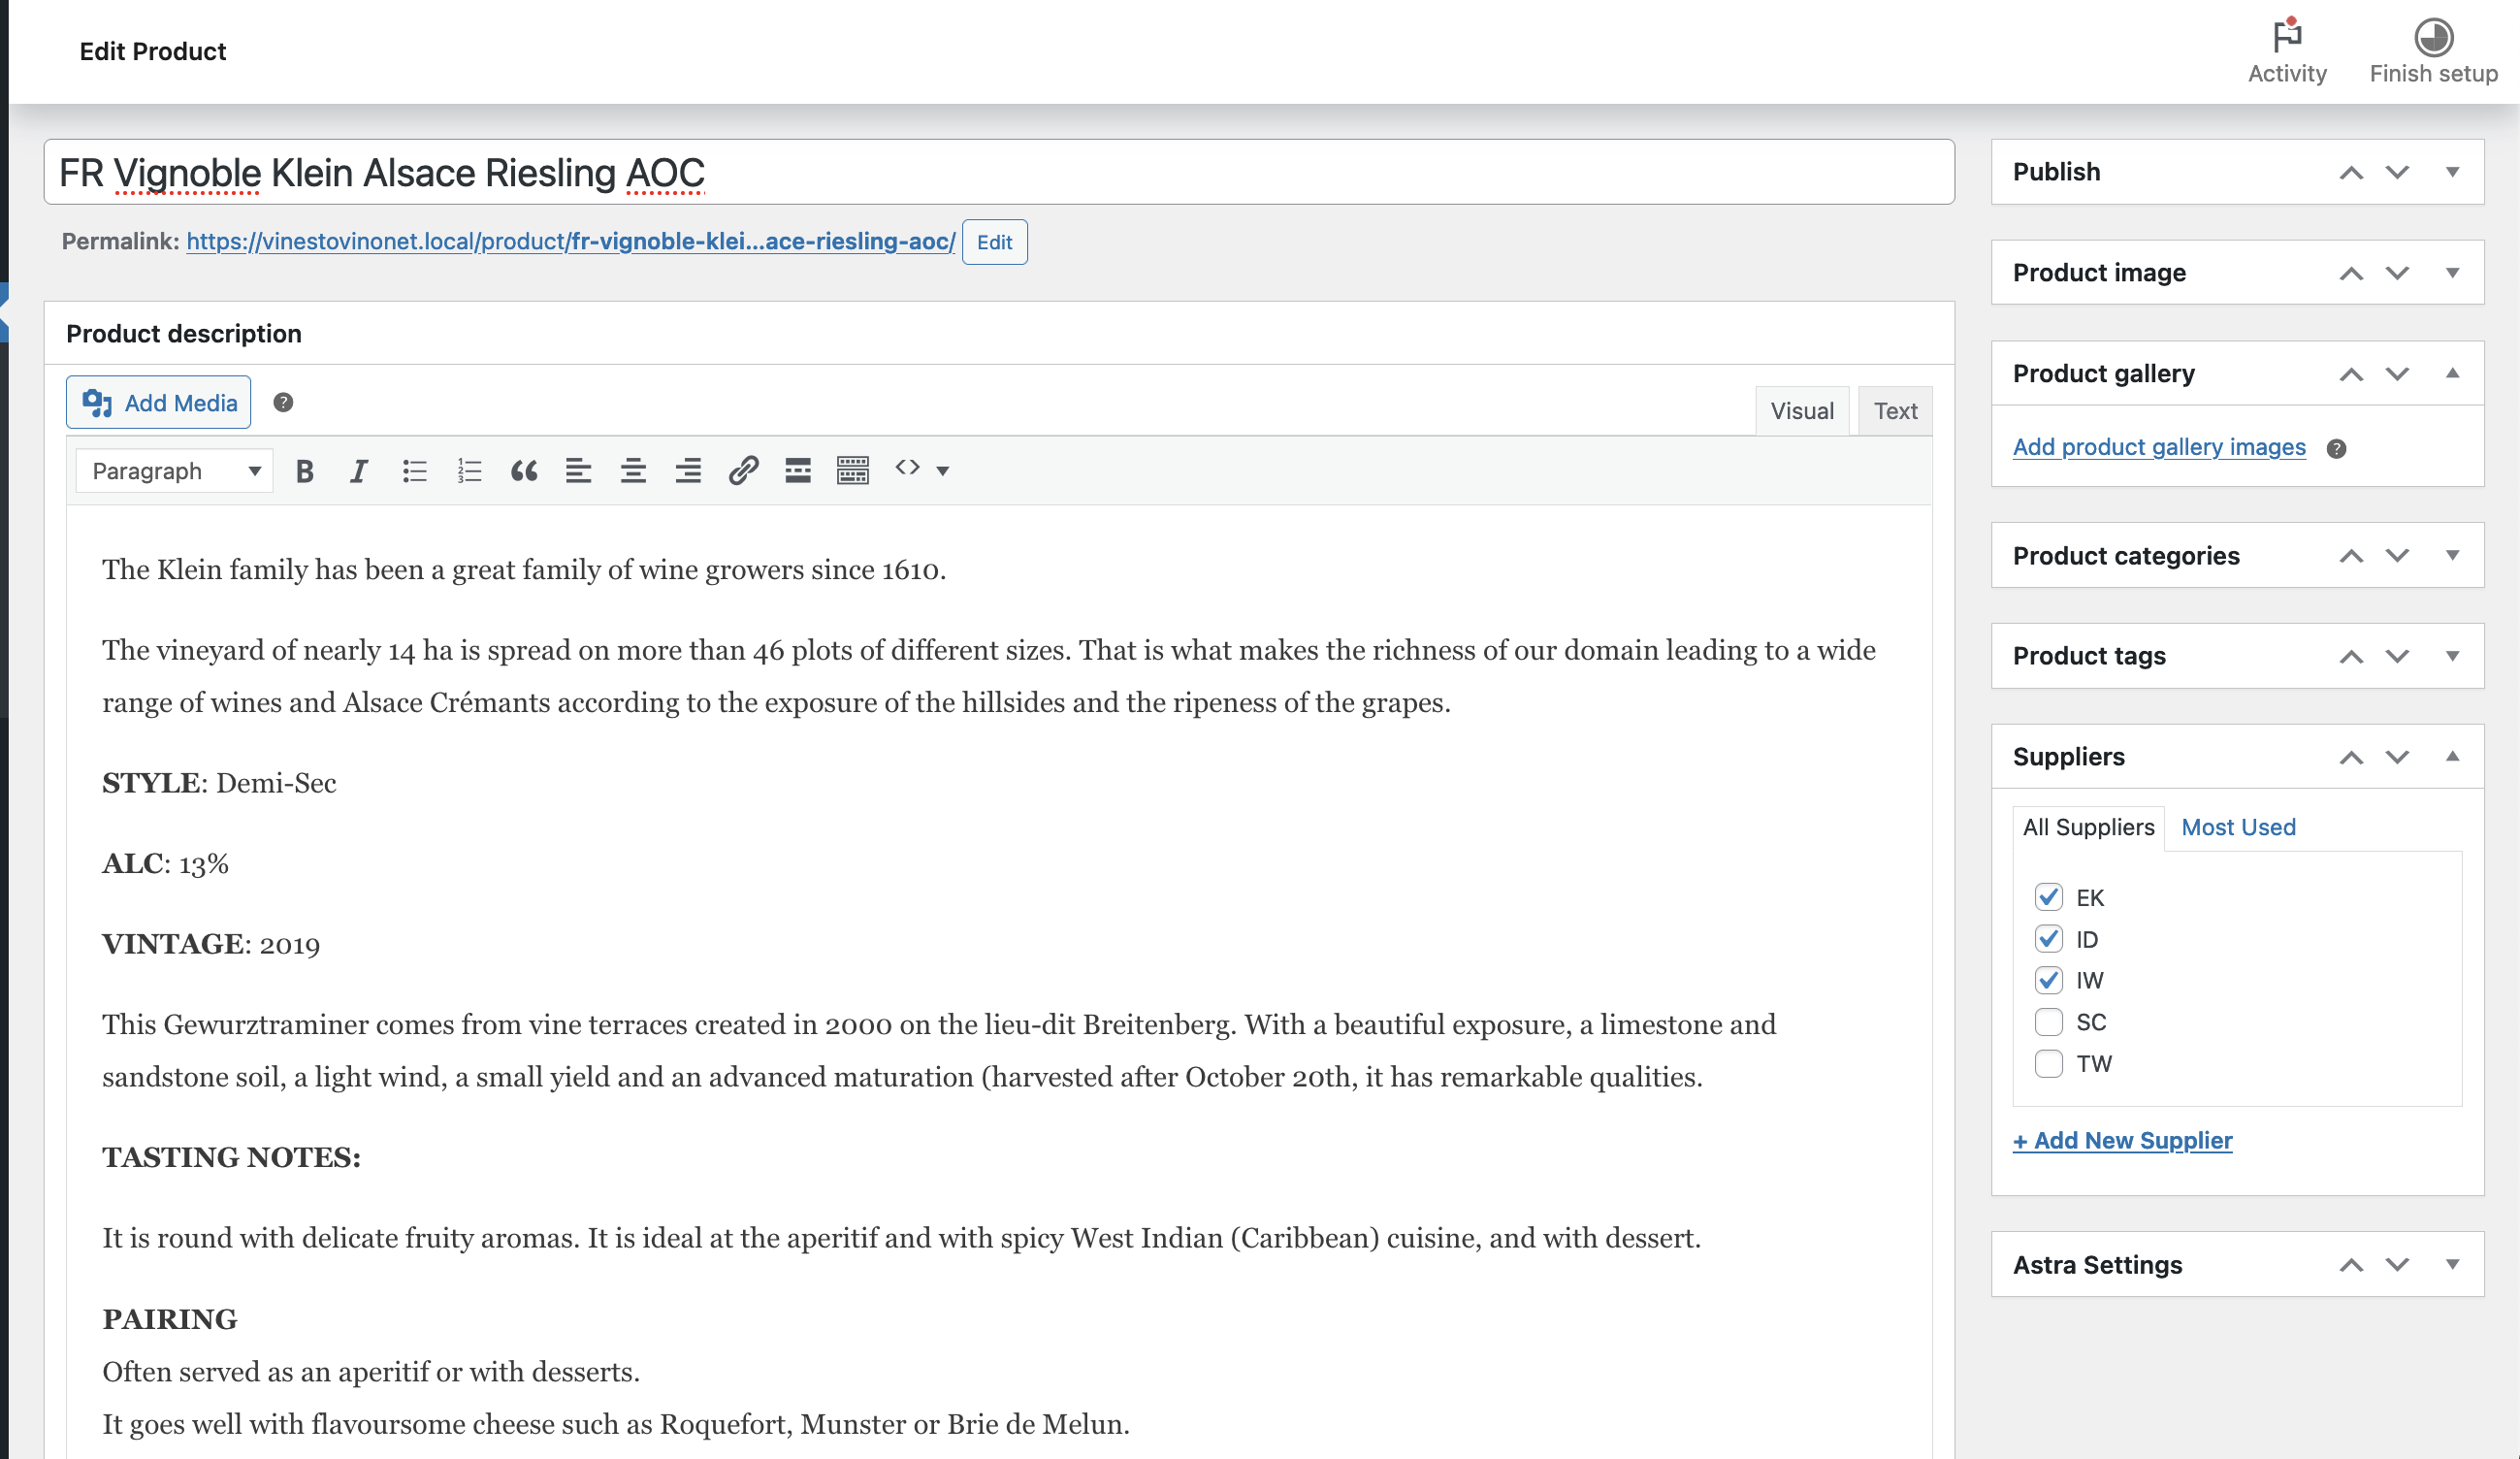 Edit Product
Activity
Finish setup
FR Vignoble Klein Alsace Riesling AOC
Permalink: https://vinestovinonet.local/product/fr-vignoble-klei...ace-riesling-aoc/ Edit
Product description
Add Media
Visual Text
Paragraph
The Klein family has been a great family of wine growers since 1610.
The vineyard of nearly 14 ha is spread on more than 46 plots of different sizes. That is what makes the richness of our domain leading to a wide
range of wines and Alsace Crémants according to the exposure of the hillsides and the ripeness of the grapes.
STYLE: Demi-Sec
ALC: 13%
VINTAGE: 2019
This Gewurztraminer comes from vine terraces created in 2000 on the lieu-dit Breitenberg. With a beautiful exposure, a limestone and
sandstone soil, a light wind, a small yield and an advanced maturation (harvested after October 20th, it has remarkable qualities.
TASTING NOTES:
It is round with delicate fruity aromas. It is ideal at the aperitif and with spicy West Indian (Caribbean) cuisine, and with dessert.
PAIRING
Often served as an aperitif or with desserts.
It goes well with flavoursome cheese such as Roquefort, Munster or Brie de Melun.
Publish
Product image
Product gallery
Add product gallery images
Product categories
Product tags
Suppliers
All Suppliers Most Used
EK
ID
IW
SC
TW
+ Add New Supplier
Astra Settings